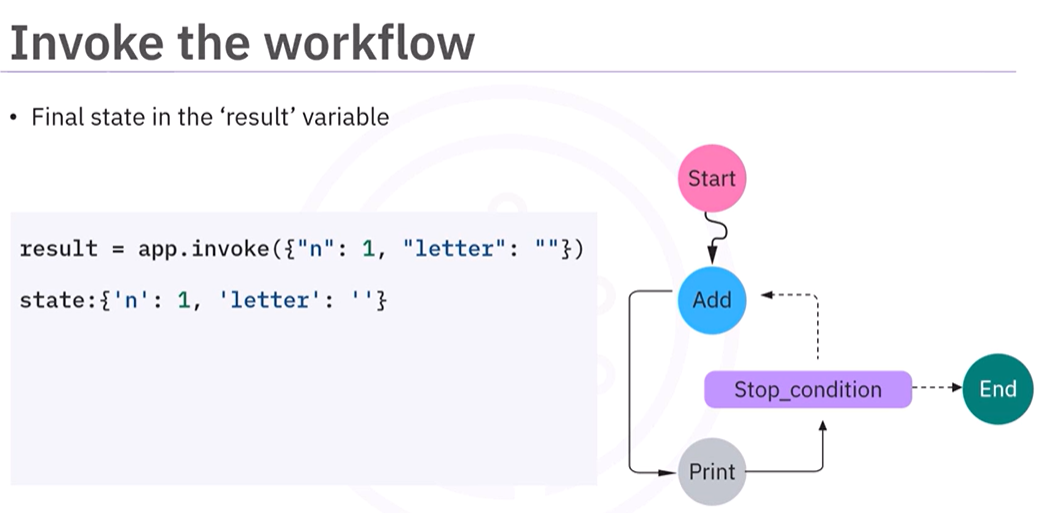 Invoke the workflow
• Final state in the ‘result’ variable
result = app.invoke({"n": 1, "letter": ""})
state:{'n': 1, 'letter': ''}
Start
Add
Stop_condition
End
Print